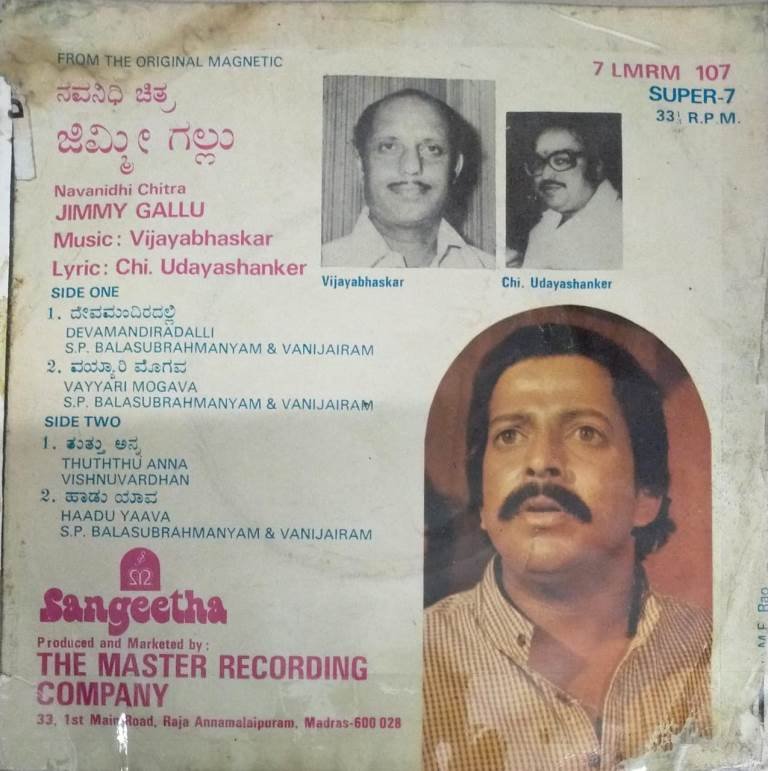 FROM THE ORIGINAL MAGNETIC
ನವನಿಧಿ ಚಿತ್ರ
ಜಿಮ್ಮೀ ಗಲ್ಲು
Navanidhi Chitra
JIMMY GALLU
Music: Vijayabhaskar
Lyric: Chi. Udayashanker
7 LMRM 107
SUPER-7
33⅓ R.P.M.
Vijayabhaskar
Chi. Udayashanker
SIDE ONE
1. ದೇವಮಂದಿರದಲ್ಲಿ
DEVAMANDIRADALLI
S.P. BALASUBRAHMANYAM & VANIJAIRAM
2. ವಯ್ಯಾರಿ ಮೊಗವ
VAYYARI MOGAVA
S.P. BALASUBRAHMANYAM & VANIJAIRAM
SIDE TWO
1. ತುತ್ತು ಅನ್ನ
THUTHTHU ANNA
VISHNUVARDHAN
2. ಹಾಡು ಯಾವ
HAADU YAAVA
S.P. BALASUBRAHMANYAM & VANIJAIRAM
Sangeetha
Produced and Marketed by:
THE MASTER RECORDING
COMPANY
33, 1st Main Road, Raja Annamalaipuram, Madras-600 028
M.E. Rao